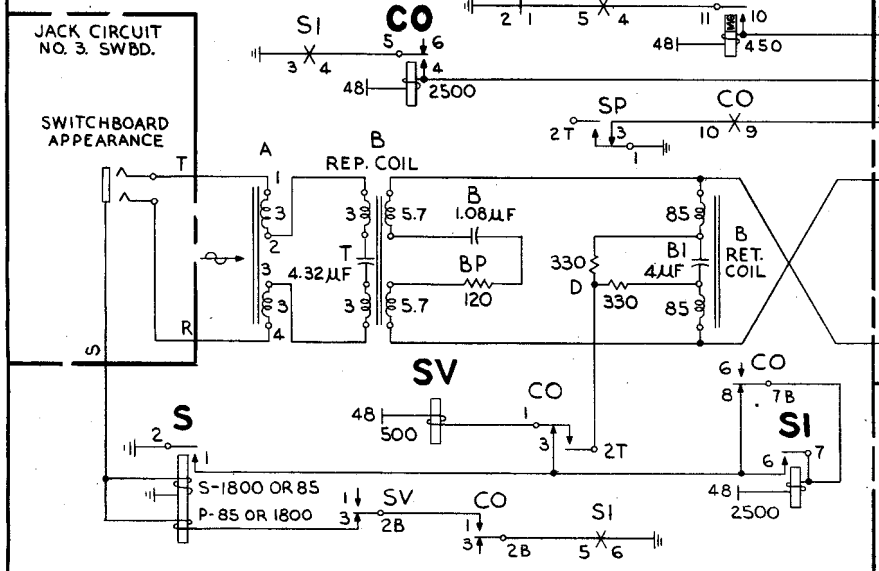 2 1 5 4 11 10
MG
48 450
JACK CIRCUIT
NO. 3. SWBD.
S1
3 4
CO
5 6
4
48 2500
SP CO
2T 3 10 9
1
SWITCHBOARD
APPEARANCE
T
A
1
3
2
3
3
4
B
REP. COIL
3 5.7
T
4.32µF
3 5.7
B
1.08µF
BP
120
330
D
330
85
B1
4µF
85
B
RET.
COIL
R
S
SV
48
500
CO
1
3
2T
6 CO
8 7B
S1
6 7
48
2500
S
2
1
S-1800 OR 85
P-85 OR 1800
1 SV
3 2B
CO
1
3 2B
S1
5 6